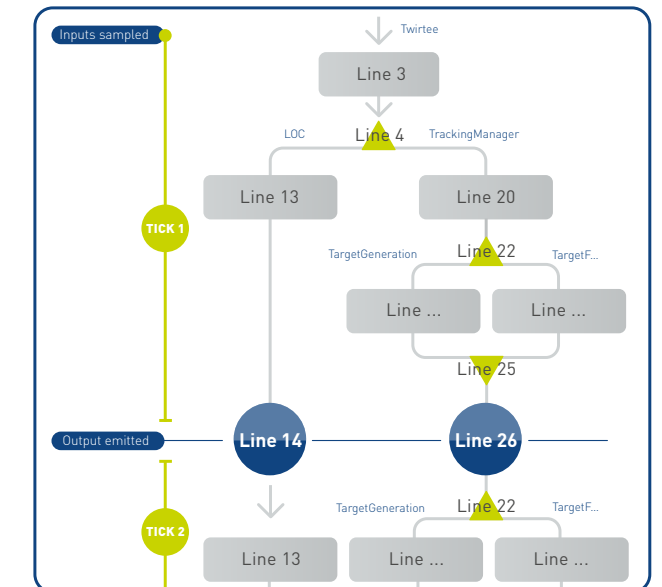 Inputs sampled
Twirtee
Line 3
LOC
Line 4
TrackingManager
Line 13
Line 20
TICK 1
TargetGeneration
Line 22
TargetF...
Line ...
Line ...
Line 25
Output emitted
Line 14
Line 26
TargetGeneration
Line 22
TargetF...
TICK 2
Line 13
Line ...
Line ...